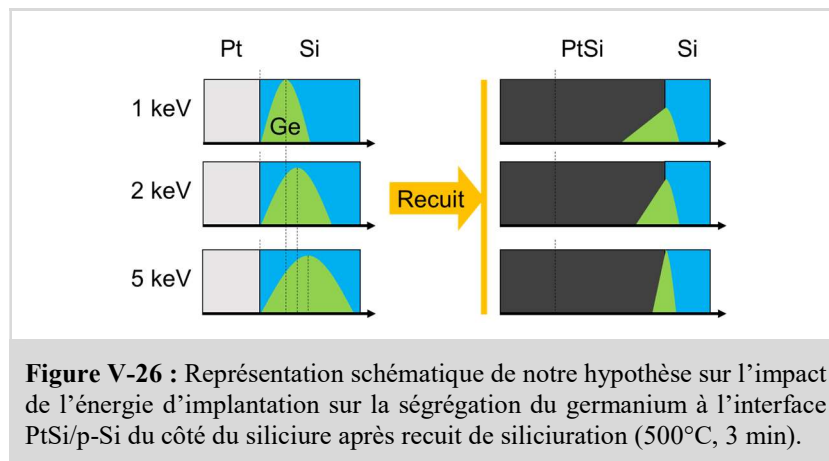 Pt Si PtSi Si
1 keV
Ge
2 keV
Recuit
5 keV
Figure V-26 : Représentation schématique de notre hypothèse sur l’impact
de l’énergie d’implantation sur la ségrégation du germanium à l’interface
PtSi/p-Si du côté du siliciure après recuit de siliciuration (500°C, 3 min).